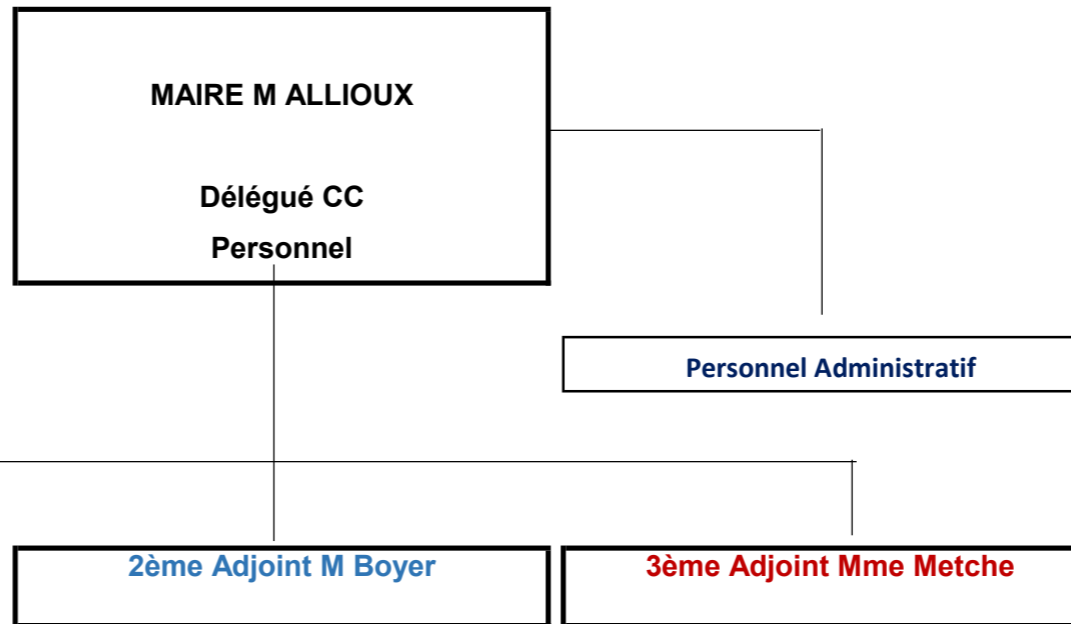 MAIRE M ALLIOUX
Délégué CC
Personnel
Personnel Administratif
2ème Adjoint M Boyer
3ème Adjoint Mme Metche